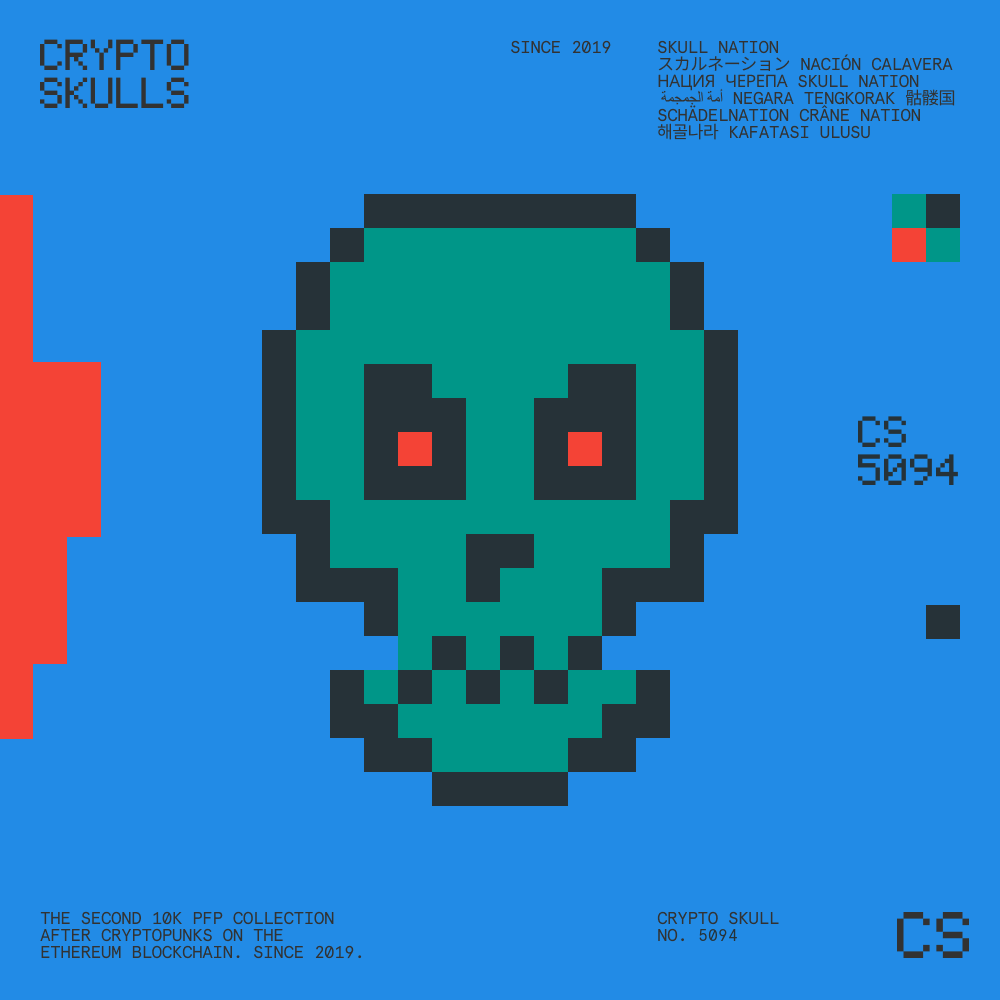 CRYPTO
SKULLS
SINCE 2019
SKULL NATION
スカルネーション NACIÓN CALAVERA
НАЦИЯ ЧЕРЕПА SKULL NATION
أمة الجمجمة NEGARA TENGKORAK 骷髅国
SCHÄDELNATION CRÂNE NATION
해골나라 KAFATASI ULUSU
CS
5094
THE SECOND 10K PFP COLLECTION
AFTER CRYPTOPUNKS ON THE
ETHEREUM BLOCKCHAIN. SINCE 2019.
CRYPTO SKULL
NO. 5094
CS